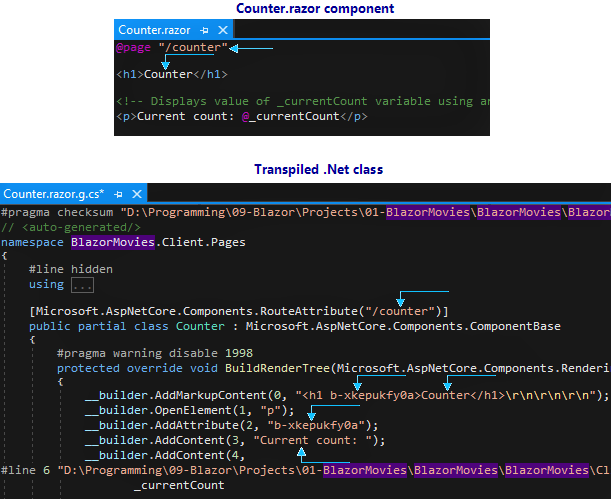 Counter.razor component
Counter.razor
@page "/counter"
<h1>Counter</h1>
<!-- Displays value of _currentCount variable using an
<p>Current count: @_currentCount</p>
Transpiled .Net class
Counter.razor.g.cs*
#pragma checksum "D:\Programming\09-Blazor\Projects\01-BlazorMovies\BlazorMovies\Blazors
// <auto-generated/>
namespace BlazorMovies.Client.Pages
{
#line hidden
using ...
[Microsoft.AspNetCore.Components.RouteAttribute("/counter")]
public partial class Counter : Microsoft.AspNetCore.Components.ComponentBase
{
#pragma warning disable 1998
protected override void BuildRenderTree(Microsoft.AspNetCore.Components.Renderi
{
__builder.AddMarkupContent(0, "<h1 b-xkepukfy0a>Counter</h1>\r\n\r\n\r\n");
__builder.OpenElement(1, "p");
__builder.AddAttribute(2, "b-xkepukfy0a");
__builder.AddContent(3, "Current count: ");
__builder.AddContent(4,
#line 6 "D:\Programming\09-Blazor\Projects\01-BlazorMovies\BlazorMovies\BlazorMovies\Cl
_currentCount